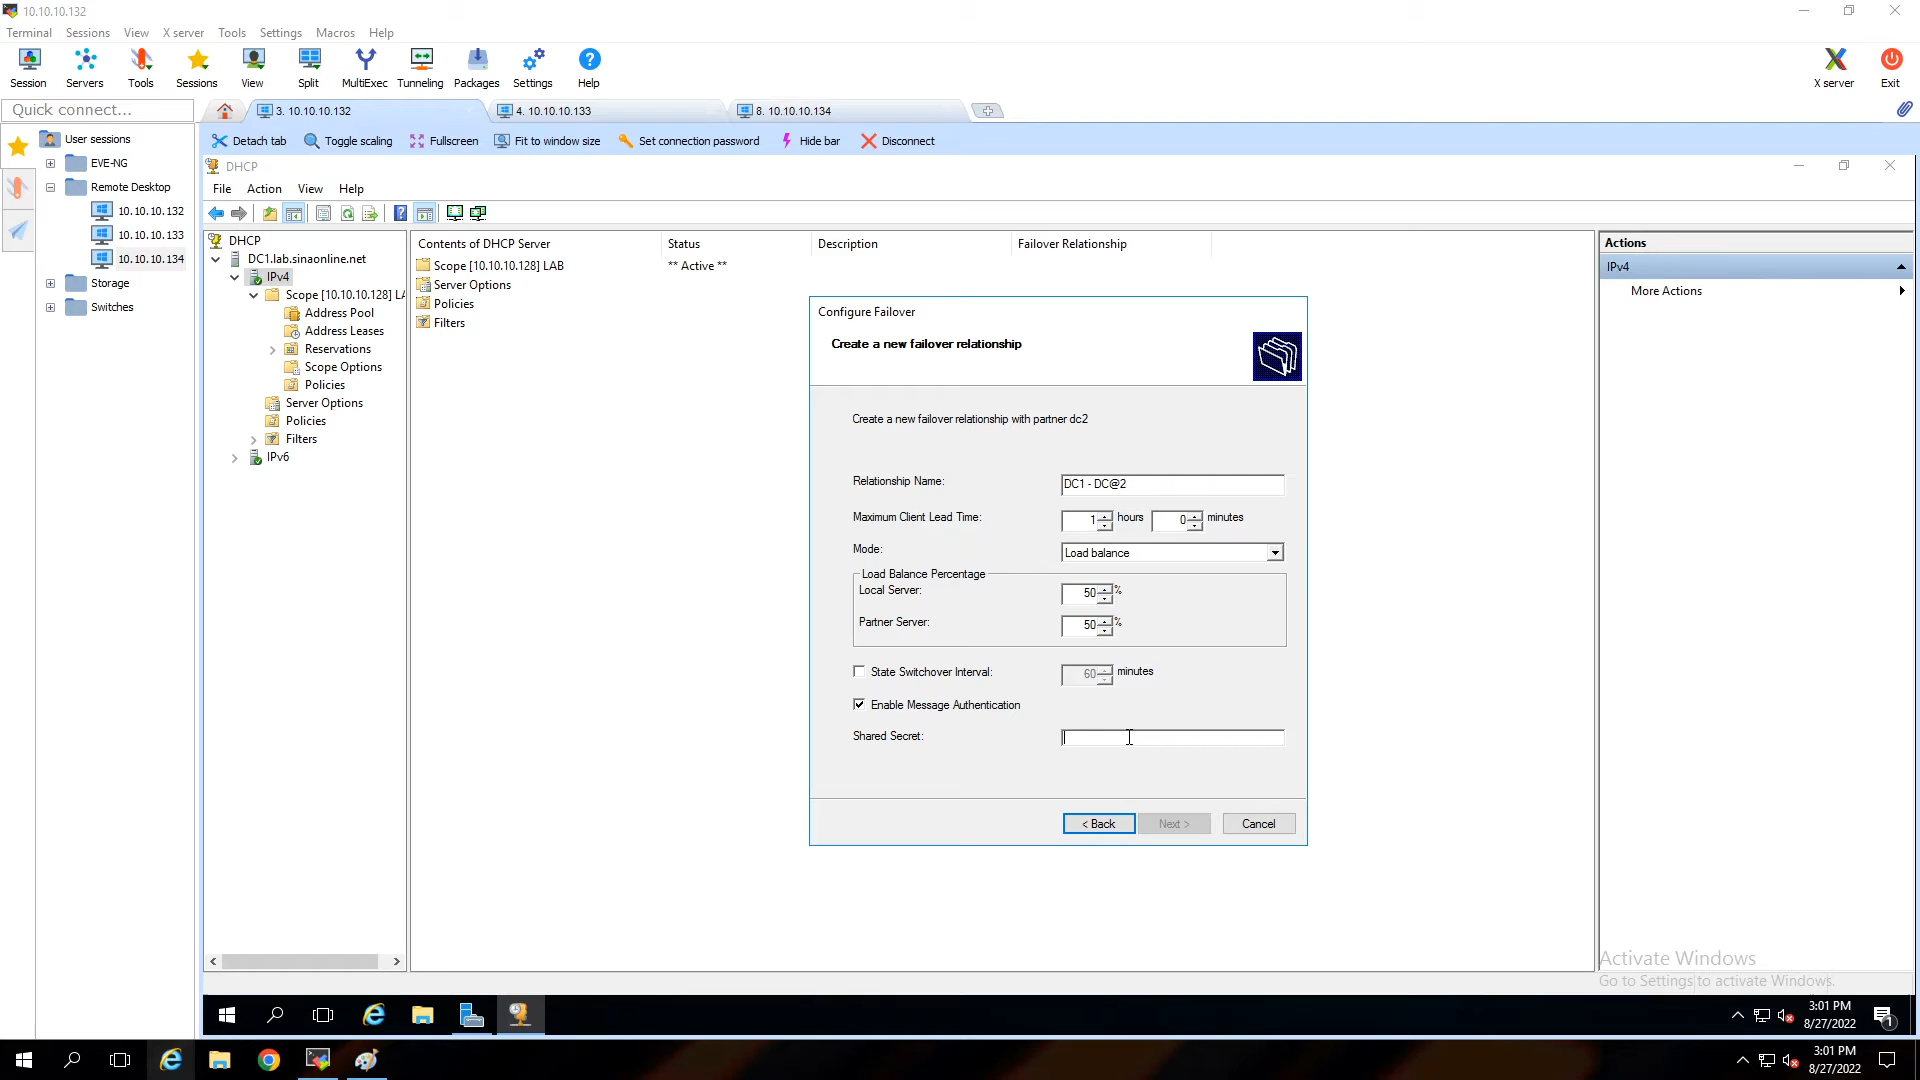 10.10.10.132
Terminal Sessions View X server Tools Settings Macros Help
Session Servers Tools Sessions View Split MultiExec Tunneling Packages Settings Help X server Exit
Quick connect...
3. 10.10.10.132
4. 10.10.10.133
8. 10.10.10.134
User sessions
EVE-NG
Remote Desktop
10.10.10.132
10.10.10.133
10.10.10.134
Storage
Switches
Detach tab Toggle scaling Fullscreen Fit to window size Set connection password Hide bar Disconnect
DHCP
File Action View Help
DHCP
DC1.lab.sinaonline.net
IPv4
Scope [10.10.10.128] LA
Address Pool
Address Leases
Reservations
Scope Options
Policies
Server Options
Policies
Filters
IPv6
Contents of DHCP Server Status Description Failover Relationship
Scope [10.10.10.128] LAB ** Active **
Server Options
Policies
Filters
Configure Failover
Create a new failover relationship
Create a new failover relationship with partner dc2
Relationship Name: DC1 - DC@2
Maximum Client Lead Time: 1 hours 0 minutes
Mode: Load balance
Load Balance Percentage
Local Server: 50 %
Partner Server: 50 %
State Switchover Interval: 60 minutes
Enable Message Authentication
Shared Secret:
< Back Next > Cancel
Actions
IPv4
More Actions
Activate Windows
Go to Settings to activate Windows.
3:01 PM
8/27/2022
1
3:01 PM
8/27/2022